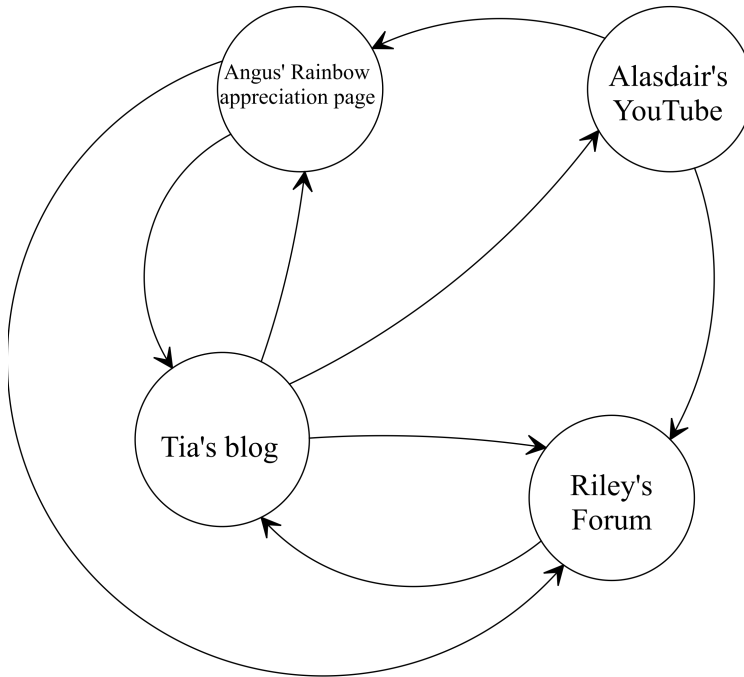 Angus' Rainbow
appreciation page
Alasdair's
YouTube
Tia's blog
Riley's
Forum